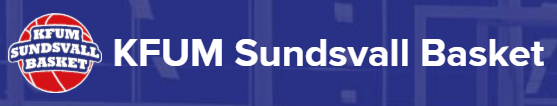 KFUM
SUNDSVALL
BASKET
KFUM Sundsvall Basket